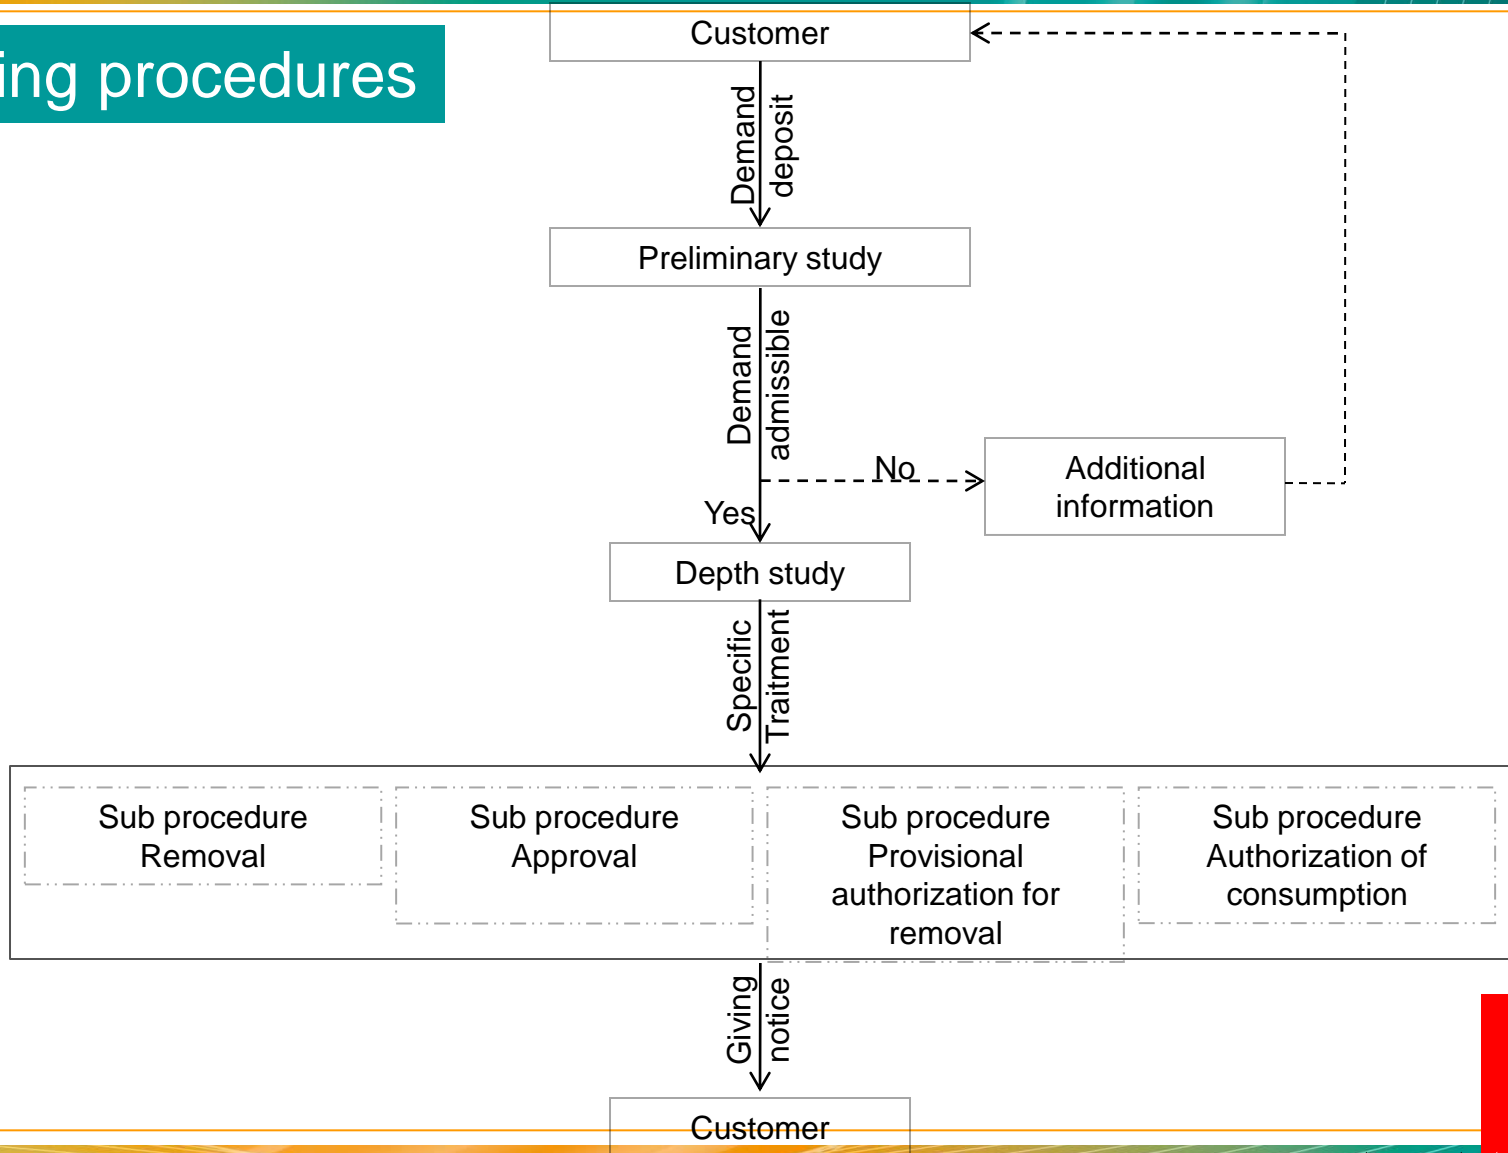 Customer
ing procedures
Demand
deposit
Preliminary study
Demand
admissible
No
Additional
information
Yes
Depth study
Specific
Traitment
Sub procedure
Removal
Sub procedure
Approval
Sub procedure
Provisional
authorization for
removal
Sub procedure
Authorization of
consumption
Giving
notice
Customer